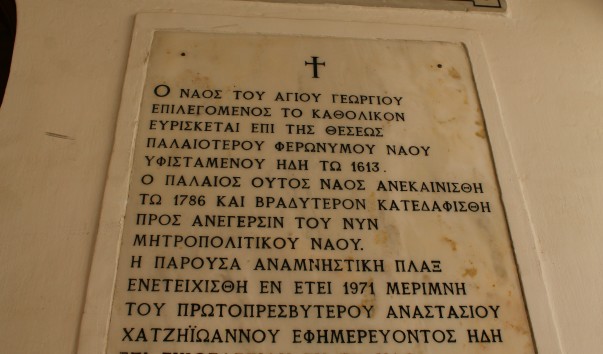 Ο ΝΑΟΣ ΤΟΥ ΑΓΙΟΥ ΓΕΩΡΓΙΟΥ
ΕΠΙΛΕΓΟΜΕΝΟΣ ΤΟ ΚΑΘΟΛΙΚΟΝ
ΕΥΡΙΣΚΕΤΑΙ ΕΠΙ ΤΗΣ ΘΕΣΕΩΣ
ΠΑΛΑΙΟΤΕΡΟΥ ΦΕΡΩΝΥΜΟΥ ΝΑΟΥ
ΥΦΙΣΤΑΜΕΝΟΥ ΗΔΗ ΤΩ 1613.
Ο ΠΑΛΑΙΟΣ ΟΥΤΟΣ ΝΑΟΣ ΑΝΕΚΑΙΝΙΣΘΗ
ΤΩ 1786 ΚΑΙ ΒΡΑΔΥΤΕΡΟΝ ΚΑΤΕΔΑΦΙΣΘΗ
ΠΡΟΣ ΑΝΕΓΕΡΣΙΝ ΤΟΥ ΝΥΝ
ΜΗΤΡΟΠΟΛΙΤΙΚΟΥ ΝΑΟΥ.
Η ΠΑΡΟΥΣΑ ΑΝΑΜΝΗΣΤΙΚΗ ΠΛΑΞ
ΕΝΕΤΕΙΧΙΣΘΗ ΕΝ ΕΤΕΙ 1971 ΜΕΡΙΜΝΗ
ΤΟΥ ΠΡΩΤΟΠΡΕΣΒΥΤΕΡΟΥ ΑΝΑΣΤΑΣΙΟΥ
ΧΑΤΖΗΪΩΑΝΝΟΥ ΕΦΗΜΕΡΕΥΟΝΤΟΣ ΗΔΗ